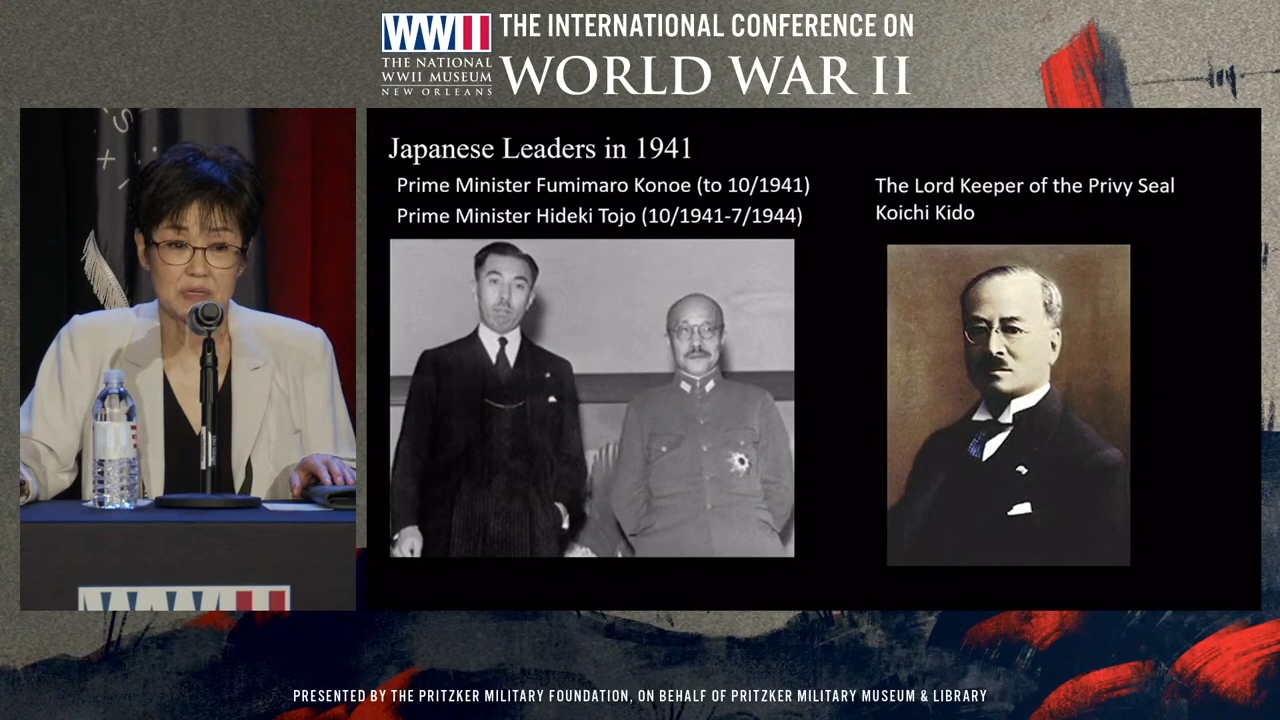 WWII
THE NATIONAL
WWII MUSEUM
NEW ORLEANS
THE INTERNATIONAL CONFERENCE ON
WORLD WAR II
Japanese Leaders in 1941
Prime Minister Fumimaro Konoe (to 10/1941)
Prime Minister Hideki Tojo (10/1941-7/1944)
The Lord Keeper of the Privy Seal
Koichi Kido
WWII
PRESENTED BY THE PRITZKER MILITARY FOUNDATION, ON BEHALF OF PRITZKER MILITARY MUSEUM & LIBRARY